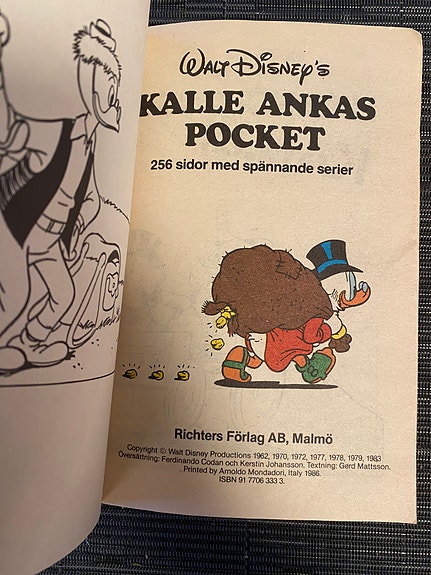 WALT DISNEY'S
KALLE ANKAS
POCKET
256 sidor med spännande serier
Richters Förlag AB, Malmö
Copyright © Walt Disney Productions 1962, 1970, 1972, 1977, 1978, 1979, 1983
Översättning: Ferdinando Codan och Kerstin Johansson. Textning: Gerd Mattsson.
Printed by Arnoldo Mondadori, Italy 1986.
ISBN 91 7706 333 3.